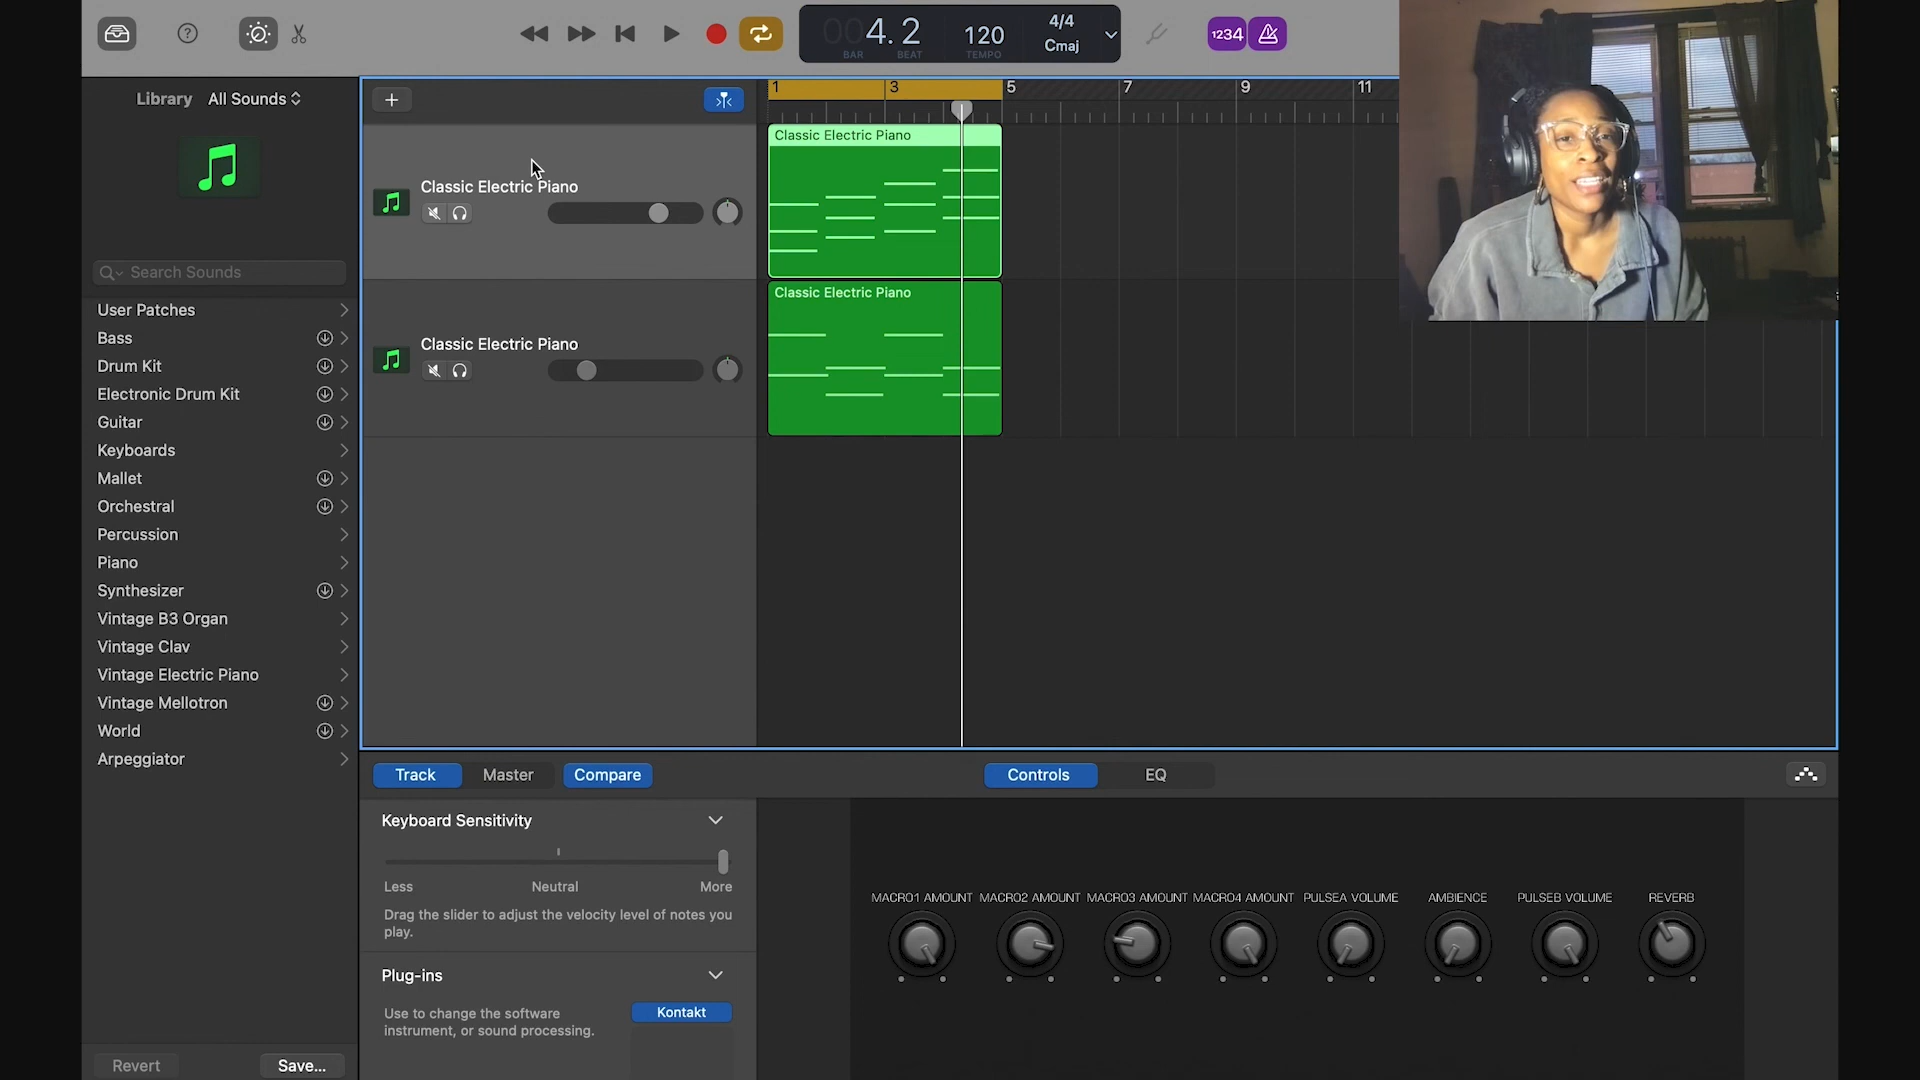 004.2
BAR
BEAT
120
TEMPO
4/4
Cmaj
1234
Library
All Sounds
Search Sounds
User Patches
Bass
Drum Kit
Electronic Drum Kit
Guitar
Keyboards
Mallet
Orchestral
Percussion
Piano
Synthesizer
Vintage B3 Organ
Vintage Clav
Vintage Electric Piano
Vintage Mellotron
World
Arpeggiator
Revert
Save...
1
3
5
7
9
11
Classic Electric Piano
Classic Electric Piano
Classic Electric Piano
Classic Electric Piano
Track
Master
Compare
Controls
EQ
Keyboard Sensitivity
Less
Neutral
More
Drag the slider to adjust the velocity level of notes you
play.
Plug-ins
Use to change the software
instrument, or sound processing.
Kontakt
MACRO1 AMOUNT
MACRO2 AMOUNT
MACRO3 AMOUNT
MACRO4 AMOUNT
PULSEA VOLUME
AMBIENCE
PULSEB VOLUME
REVERB